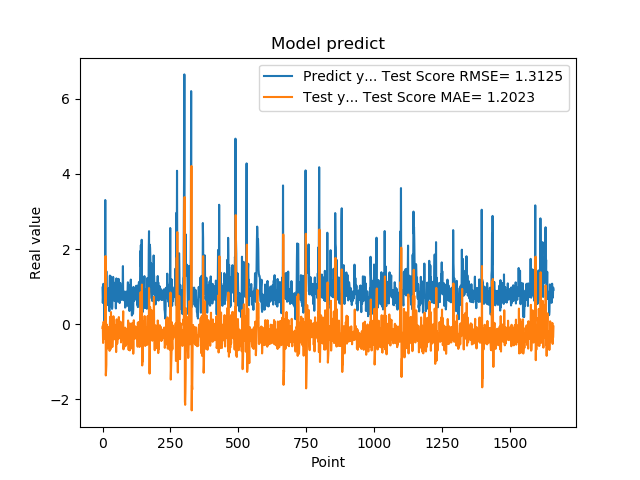 Model predict
Predict y... Test Score RMSE= 1.3125
Test y... Test Score MAE= 1.2023
Real value
6
4
2
0
−2
0 250 500 750 1000 1250 1500
Point